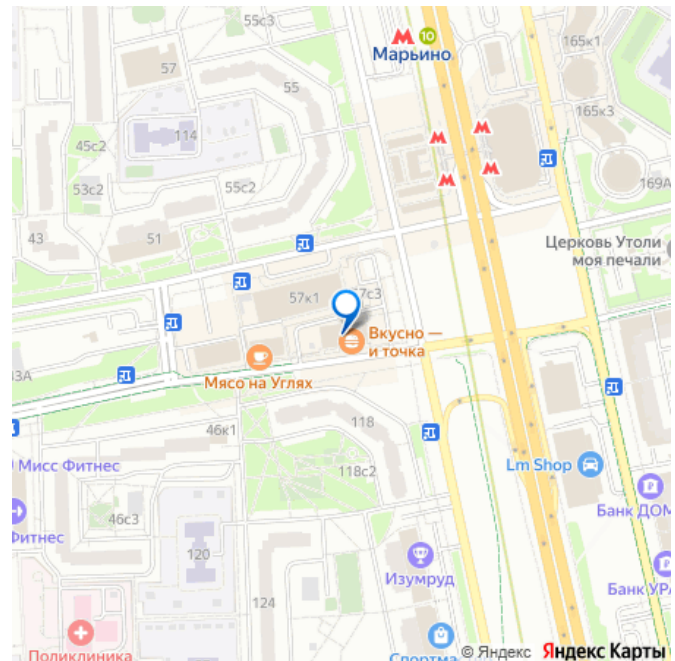 55с3
10
Марьино
165к1
57
55
45с2
114
165к3
53с2
55с2
169А
43
51
Церковь Утоли
моя печали
57к1
Вкусно —
и точка
Мясо на Углях
118
46к1
Мисс Фитнес
118с2
Lm Shop
Банк ДОМ
46с3
Фитнес
120
Изумруд
124
Банк УРА
Поликлиника
Спортма
© Яндекс Яндекс Карты